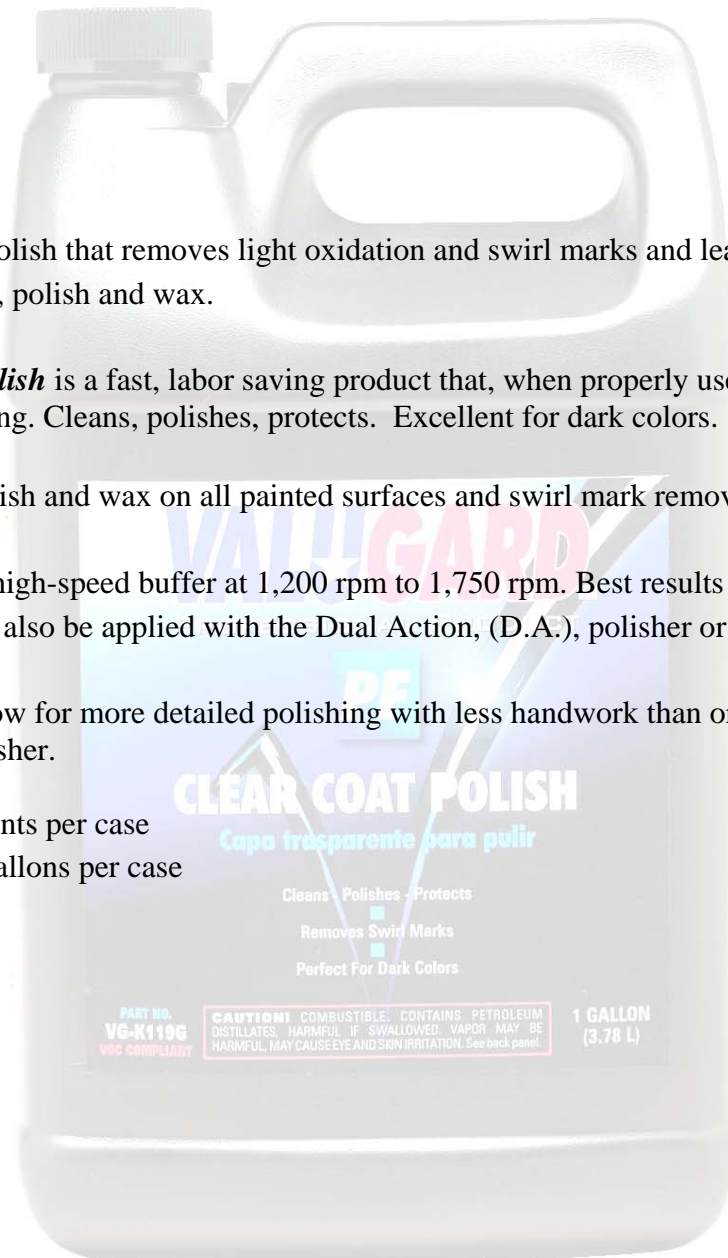 olish that removes light oxidation and swirl marks and lea
, polish and wax.
lish is a fast, labor saving product that, when properly use
ng. Cleans, polishes, protects. Excellent for dark colors.
ish and wax on all painted surfaces and swirl mark remov
high-speed buffer at 1,200 rpm to 1,750 rpm. Best results
also be applied with the Dual Action, (D.A.), polisher or
ow for more detailed polishing with less handwork than or
sher.
nts per case
allons per case
VALUGARD
PE
CLEAR COAT POLISH
Capa trasparente para pulir
Cleans - Polishes - Protects
Removes Swirl Marks
Perfect For Dark Colors
PART NO.
VG-K119G
VOC COMPLIANT
CAUTION! COMBUSTIBLE. CONTAINS PETROLEUM
DISTILLATES, HARMFUL IF SWALLOWED. VAPOR MAY BE
HARMFUL, MAY CAUSE EYE AND SKIN IRRITATION. See back panel.
1 GALLON
(3.78 L)